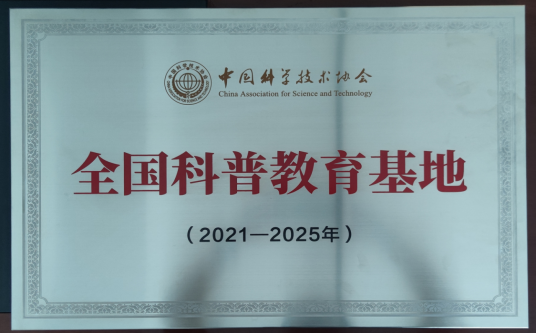 中国科学技术协会
China Association for Science and Technology
全国科普教育基地
（2021—2025年）